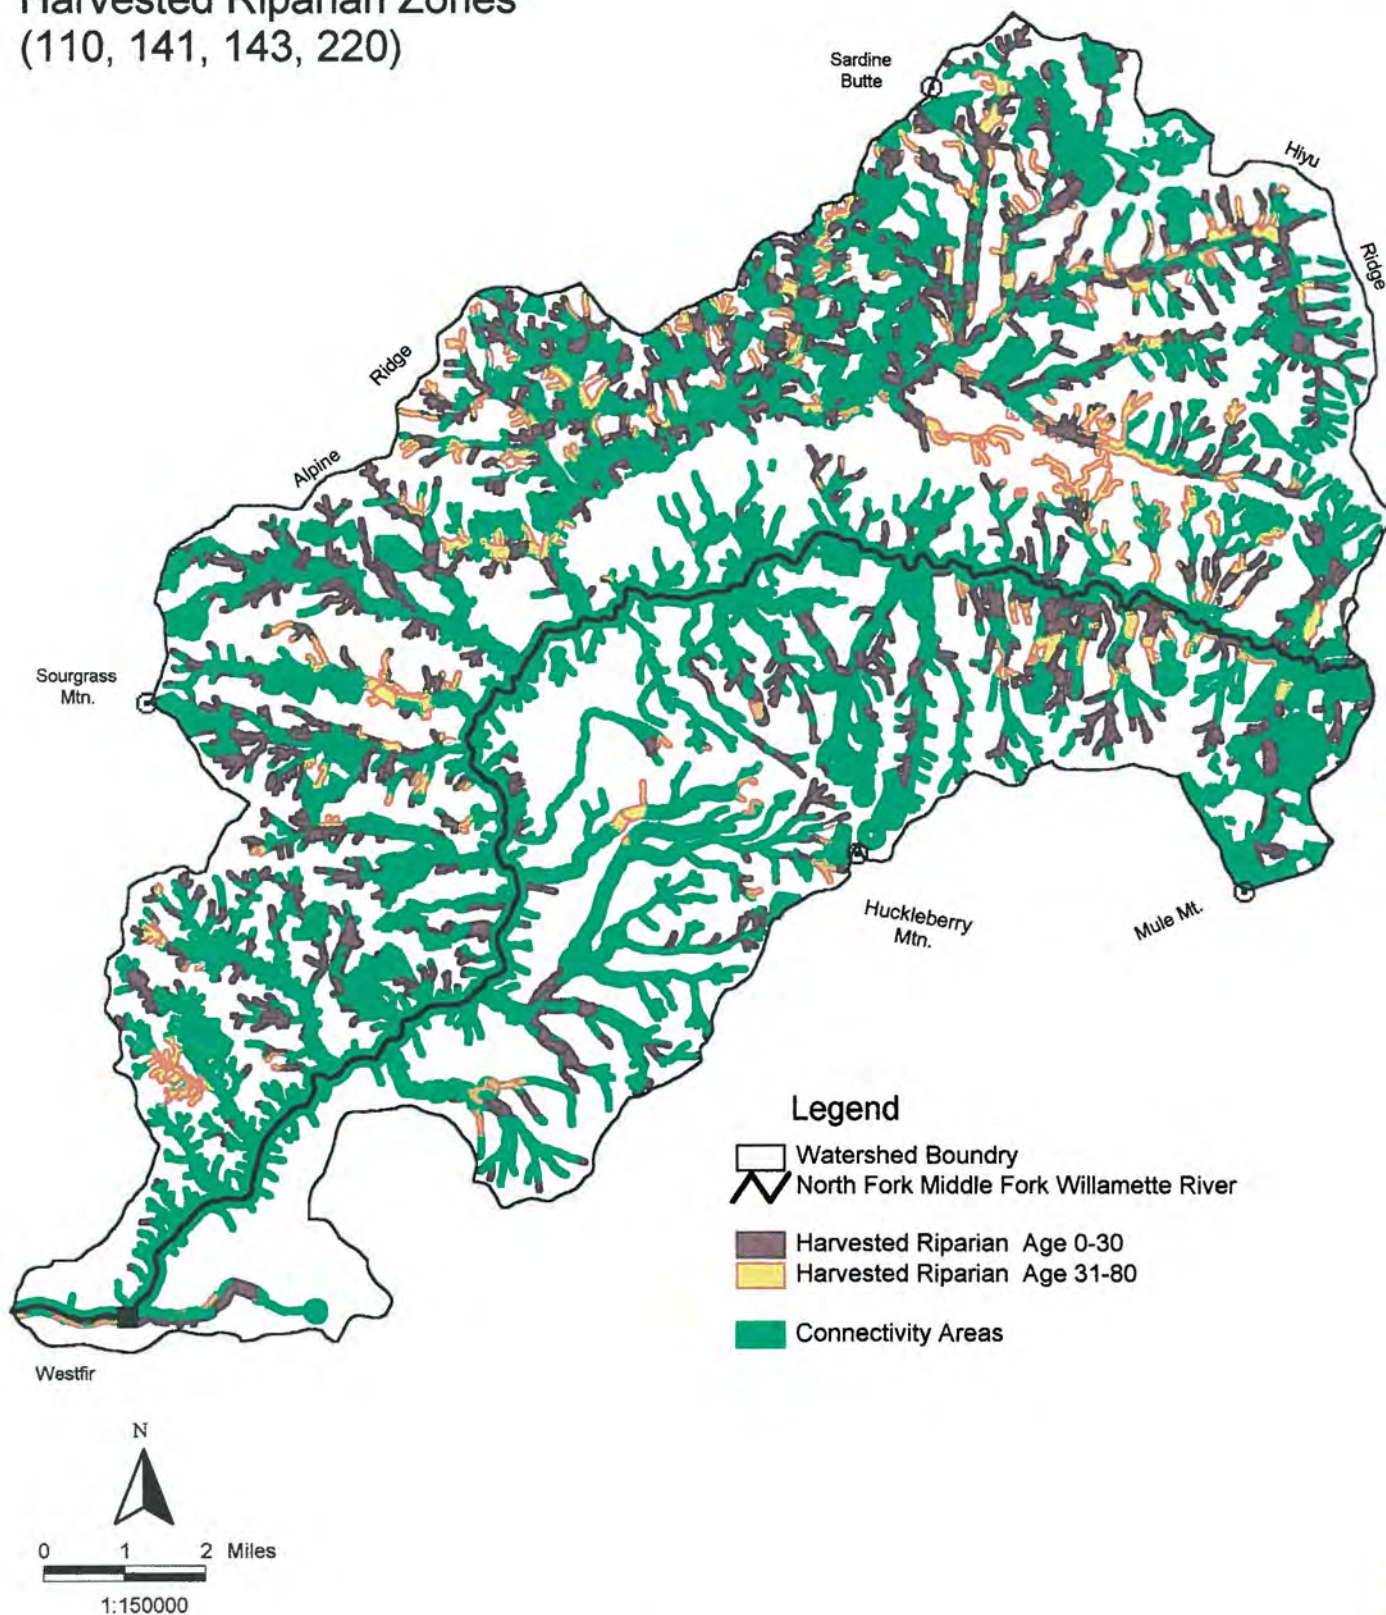 Harvested Riparian Zones
(110, 141, 143, 220)
Sardine
Butte
Hiyu
Ridge
Ridge
Alpine
Sourgrass
Mtn.
Huckleberry
Mtn.
Mule Mt.
Legend
Watershed Boundry
North Fork Middle Fork Willamette River
Harvested Riparian Age 0-30
Harvested Riparian Age 31-80
Connectivity Areas
Westfir
N
0 1 2 Miles
1:150000